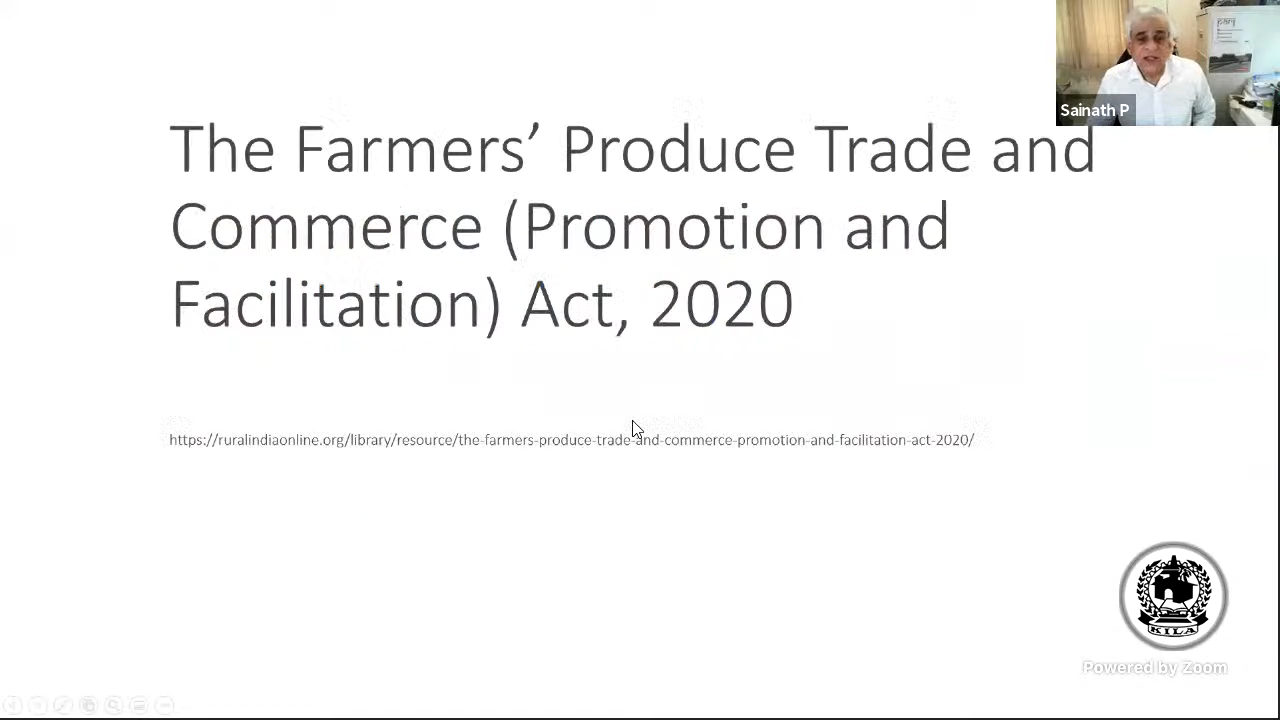 pari
Sainath P
The Farmers’ Produce Trade and
Commerce (Promotion and
Facilitation) Act, 2020
https://ruralindiaonline.org/library/resource/the-farmers-produce-trade-and-commerce-promotion-and-facilitation-act-2020/
KILA
Powered by Zoom